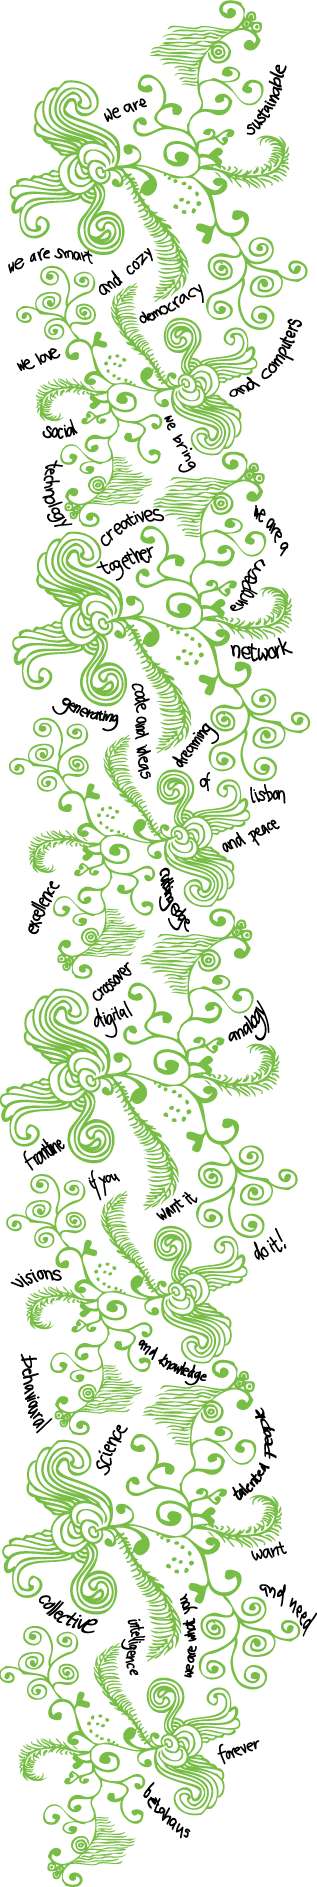 we are
sustainable
we are smart
and cozy
democracy
we love
and computers
social
we bring
technology
creatives
together
we are a
european
network
generating
code and ideas
dreaming
of
lisbon
and peace
excellence
cutting edge
crossover
digital
analogy
frontline
if you
want it
do it!
visions
and knowledge
behavioural
science
talented people
want
and need
collective
intelligence
we are what you
forever
betahaus